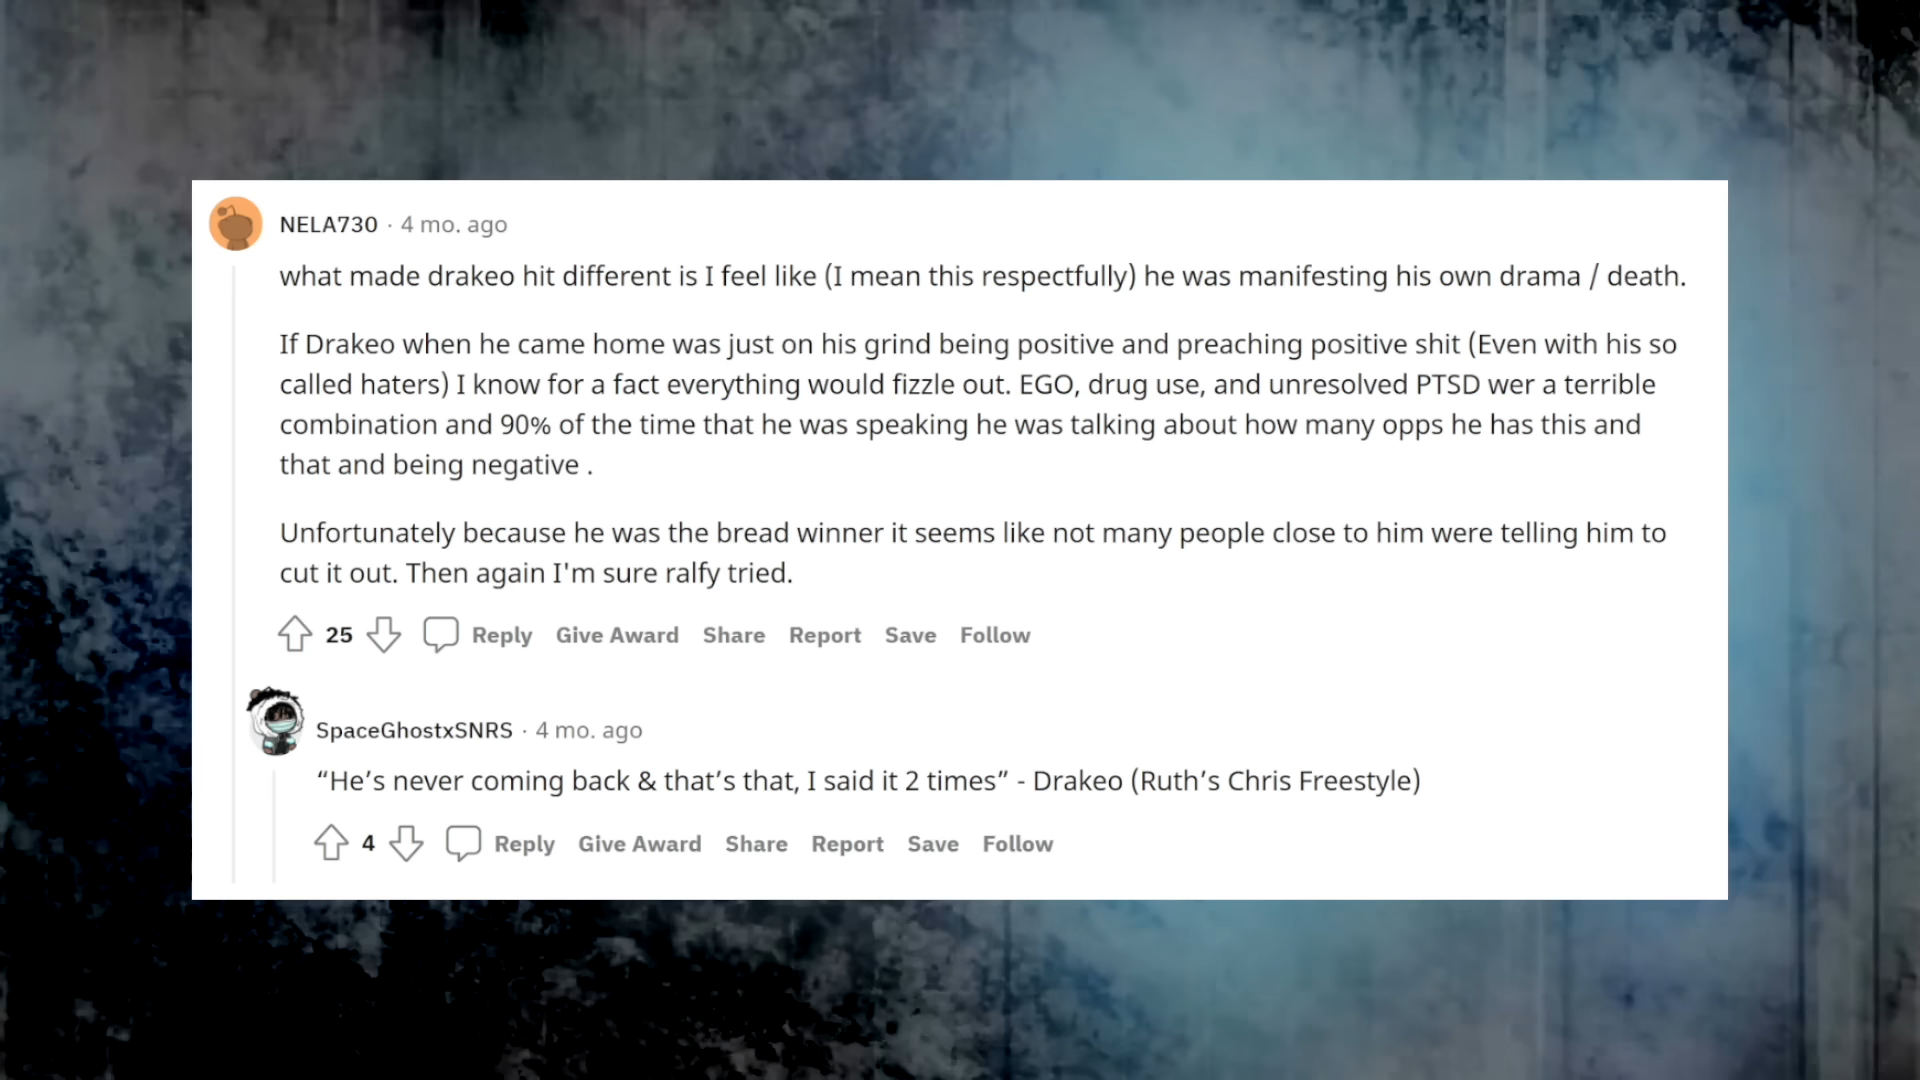 NELA730 · 4 mo. ago
what made drakeo hit different is I feel like (I mean this respectfully) he was manifesting his own drama / death.
If Drakeo when he came home was just on his grind being positive and preaching positive shit (Even with his so
called haters) I know for a fact everything would fizzle out. EGO, drug use, and unresolved PTSD wer a terrible
combination and 90% of the time that he was speaking he was talking about how many opps he has this and
that and being negative .
Unfortunately because he was the bread winner it seems like not many people close to him were telling him to
cut it out. Then again I'm sure ralfy tried.
25 Reply Give Award Share Report Save Follow
SpaceGhostxSNRS · 4 mo. ago
“He’s never coming back & that’s that, I said it 2 times” - Drakeo (Ruth’s Chris Freestyle)
4 Reply Give Award Share Report Save Follow